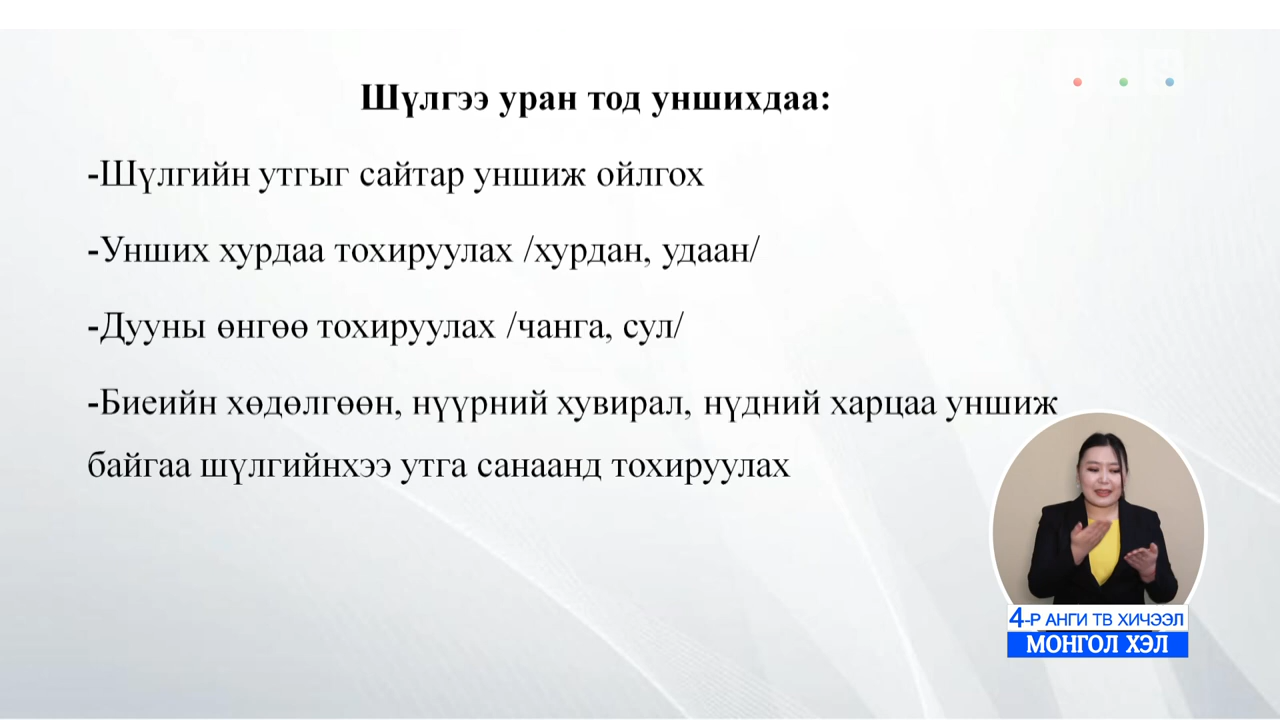 Шүлгээ уран тод уншихдаа:
-Шүлгийн утгыг сайтар уншиж ойлгох
-Унших хурдаа тохируулах /хурдан, удаан/
-Дууны өнгөө тохируулах /чанга, сул/
-Биеийн хөдөлгөөн, нүүрний хувирал, нүдний харцаа уншиж
байгаа шүлгийнхээ утга санаанд тохируулах
4-Р АНГИ ТВ ХИЧЭЭЛ
МОНГОЛ ХЭЛ